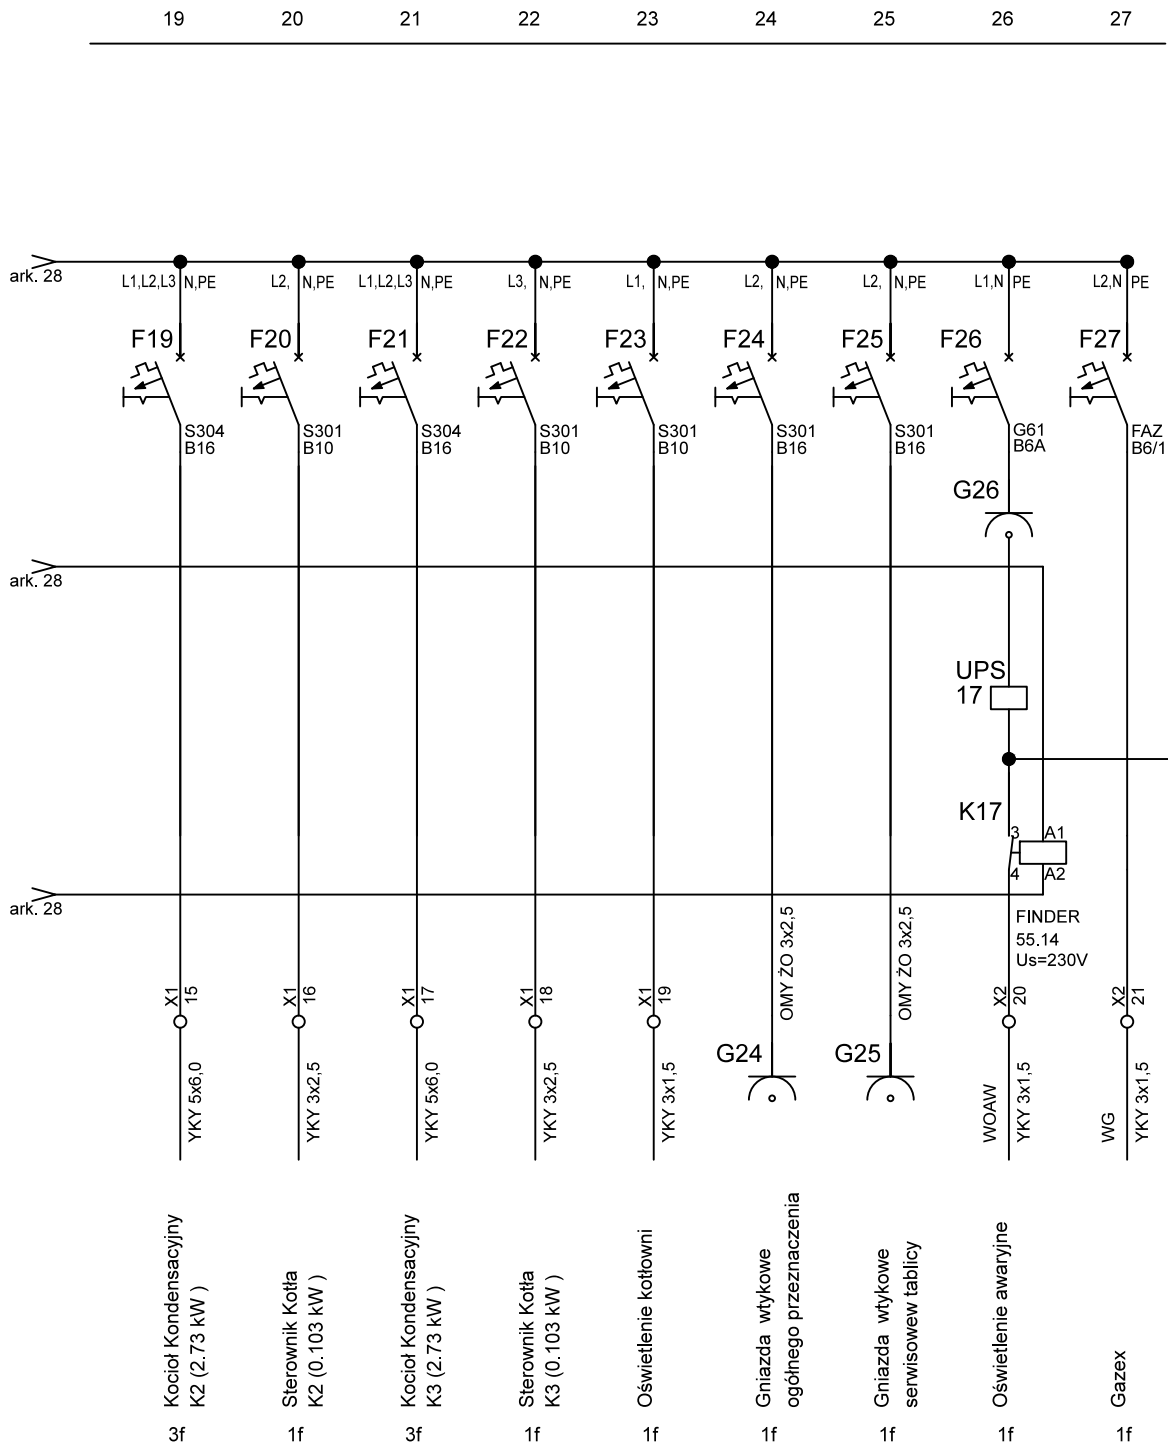 19 20 21 22 23 24 25 26 27
ark. 28
L1,L2,L3 N,PE L2, N,PE L1,L2,L3 N,PE L3, N,PE L1, N,PE L2, N,PE L2, N,PE L1,N PE L2,N PE
F19 F20 F21 F22 F23 F24 F25 F26 F27
S304 S301 S304 S301 S301 S301 S301 G61 FAZ
B16 B10 B16 B10 B10 B16 B16 B6A B6/1
G26
ark. 28
UPS
17
K17
3 A1
4 A2
ark. 28
FINDER
55.14
Us=230V
OMY ŻO 3x2,5
OMY ŻO 3x2,5
X1 15
X1 16
X1 17
X1 18
X1 19
X2 20
X2 21
G24 G25
YKY 5x6,0
YKY 3x2,5
YKY 5x6,0
YKY 3x2,5
YKY 3x1,5
WOAW
YKY 3x1,5
WG
YKY 3x1,5
Kocioł Kondensacyjny
K2 (2.73 kW )
Sterownik Kotła
K2 (0.103 kW )
Kocioł Kondensacyjny
K3 (2.73 kW )
Sterownik Kotła
K3 (0.103 kW )
Oświetlenie kotłowni
Gniazda wtykowe
ogólnego przeznaczenia
Gniazda wtykowe
serwisowew tablicy
Oświetlenie awaryjne
Gazex
3f 1f 3f 1f 1f 1f 1f 1f 1f